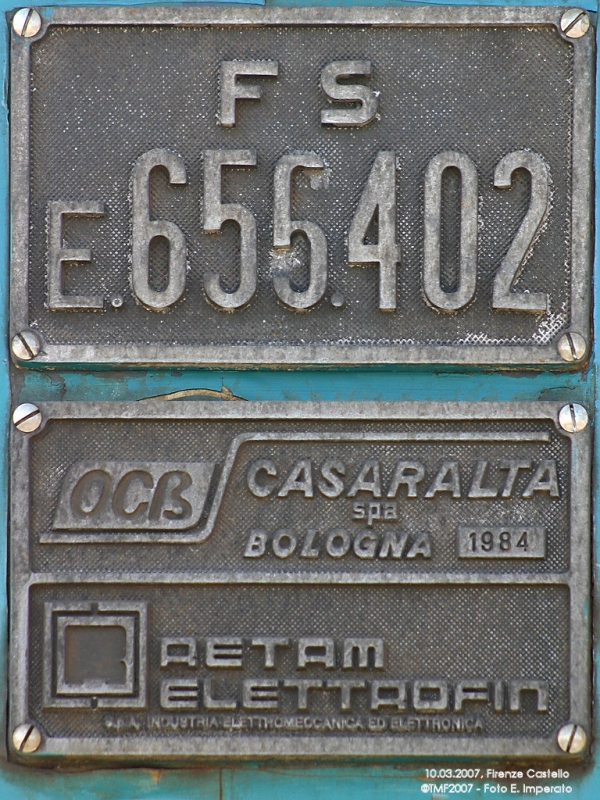 F S
E.656.402
OCB CASARALTA
spa
BOLOGNA 1984
RETAM
ELETTROFIN
S.p.A. INDUSTRIA ELETTROMECCANICA ED ELETTRONICA
10.03.2007, Firenze Castello
©TMF2007 - Foto E. Imperato